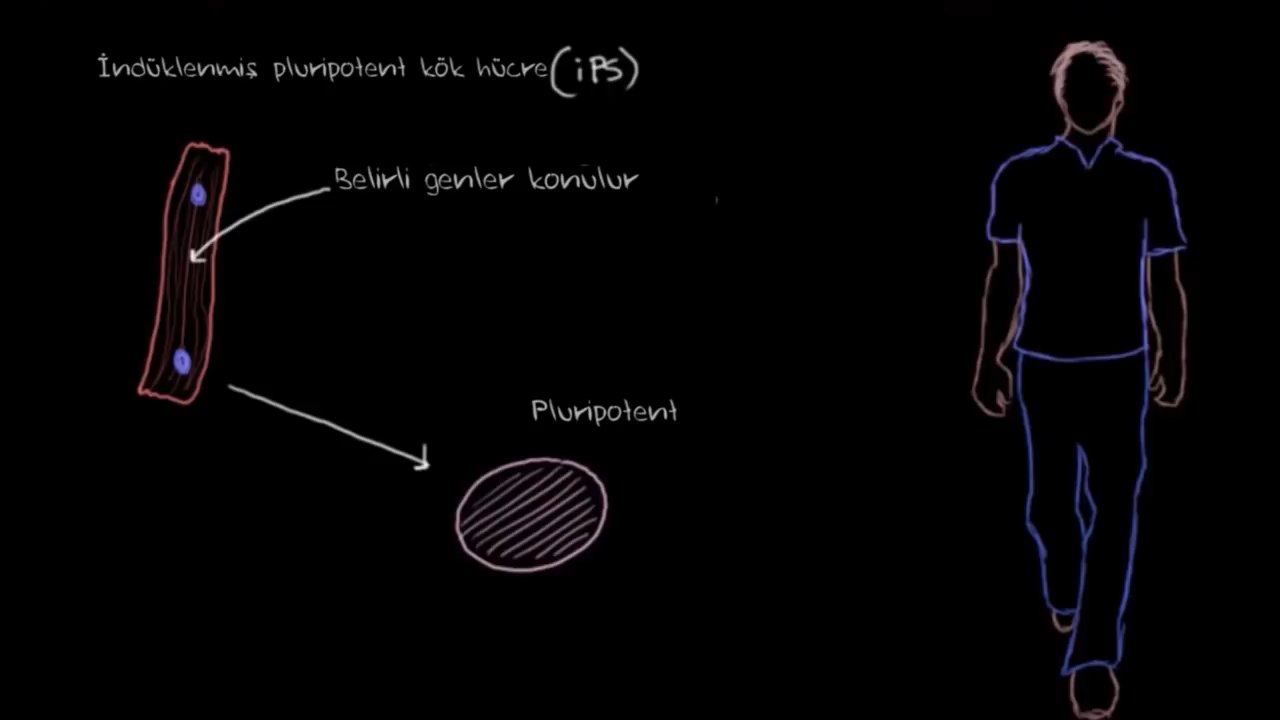 İndüklenmiş pluripotent kök hücre (iPS)
Belirli genler konulur
Pluripotent